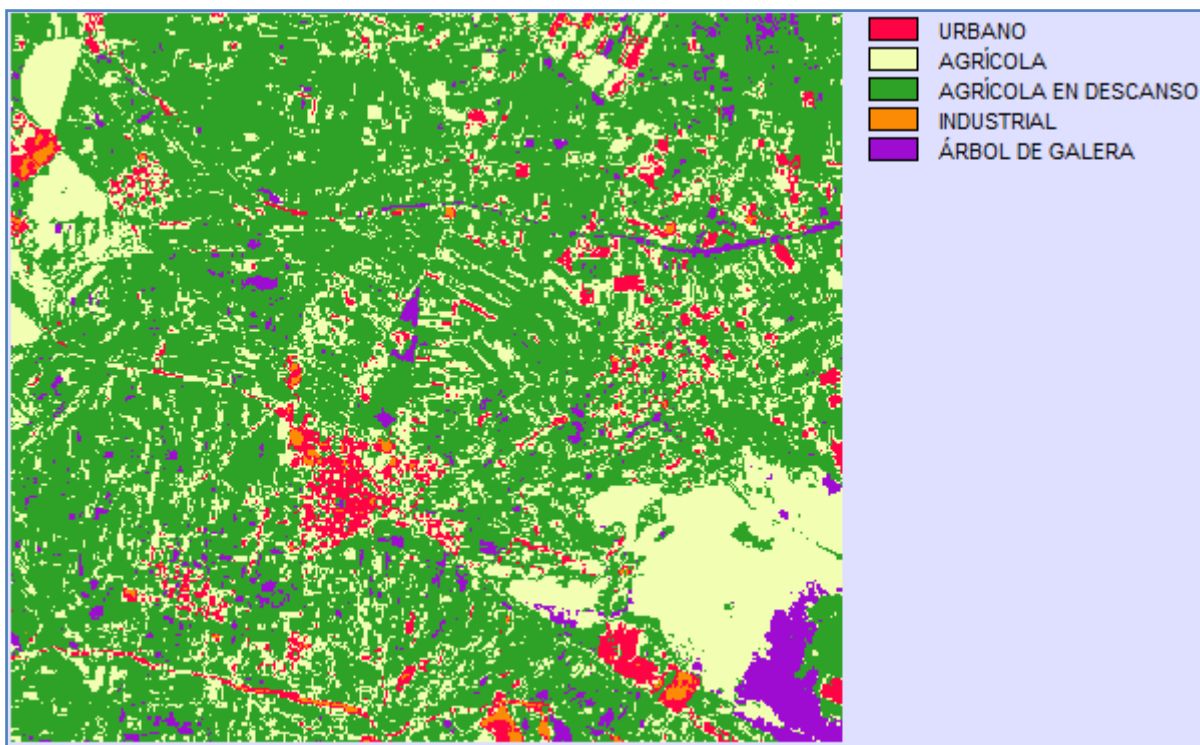 URBANO
AGRÍCOLA
AGRÍCOLA EN DESCANSO
INDUSTRIAL
ÁRBOL DE GALERA